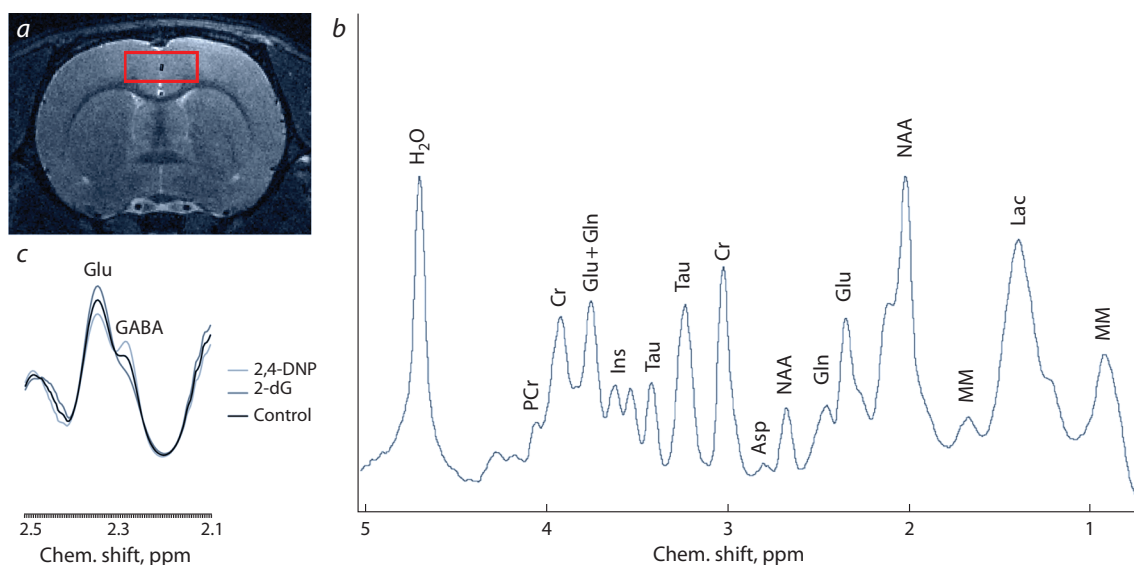 a
b
H₂O
PCr
Cr
Glu + Gln
Ins
Tau
Tau
Cr
Asp
NAA
Gln
Glu
NAA
MM
Lac
MM
5 4 3 2 1
Chem. shift, ppm
c
Glu
GABA
2,4-DNP
2-dG
Control
2.5 2.3 2.1
Chem. shift, ppm